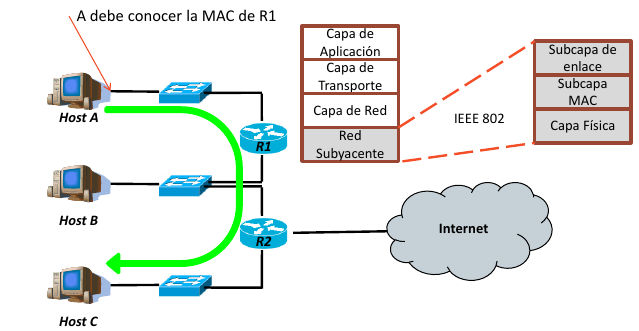 A debe conocer la MAC de R1
Host A
R1
Host B
R2
Host C
Capa de
Aplicación
Capa de
Transporte
Capa de Red
Red
Subyacente
IEEE 802
Subcapa de
enlace
Subcapa
MAC
Capa Física
Internet